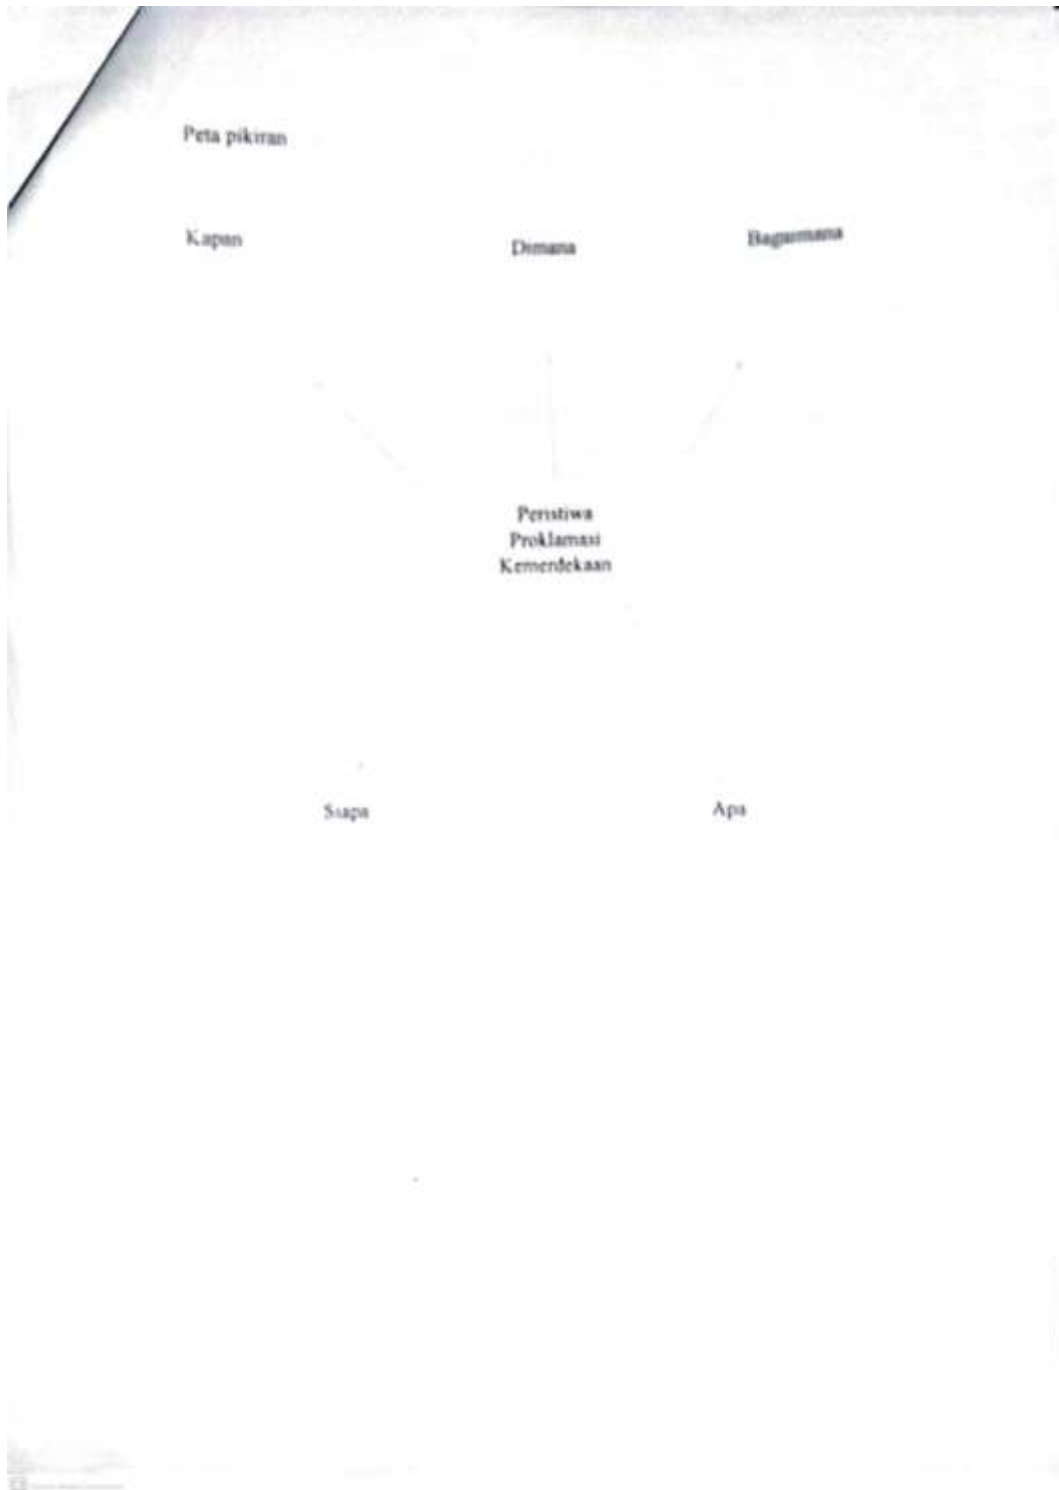 Peta pikiran
Kapan
Dimana
Bagaimana
Peristiwa
Proklamasi
Kemerdekaan
Siapa
Apa